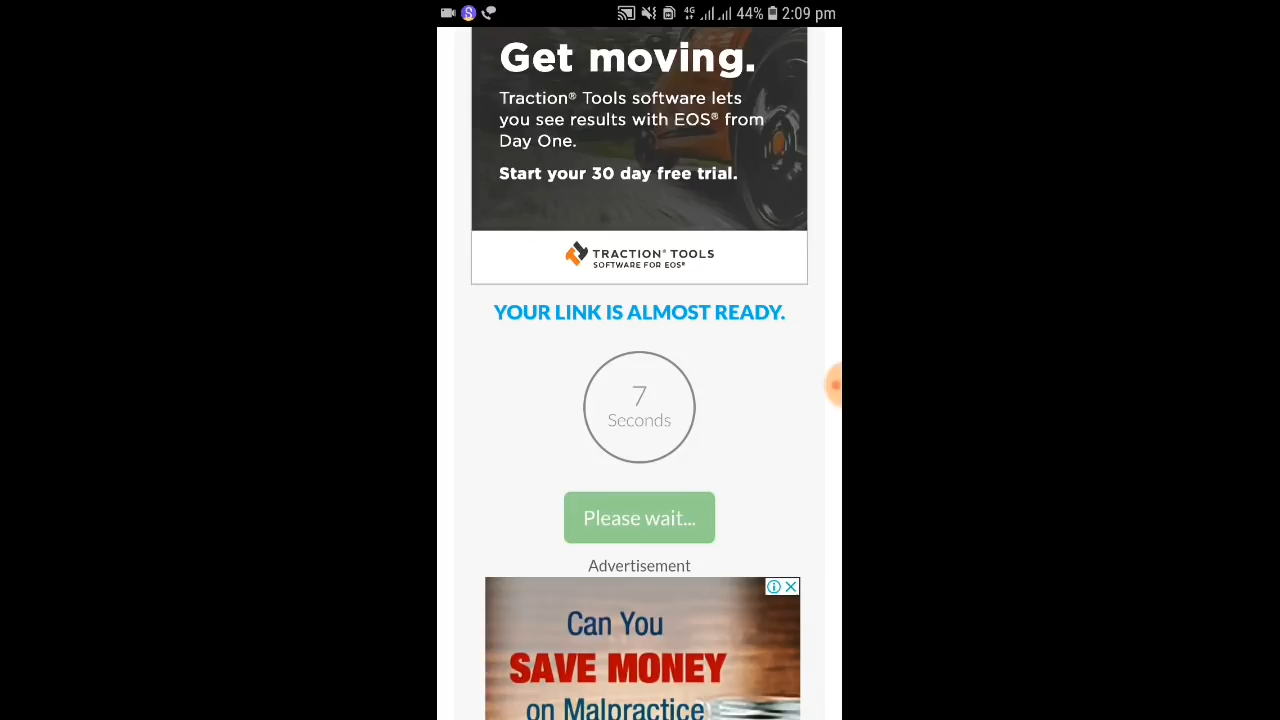 4G 44% 2:09 pm
Get moving.
Traction® Tools software lets
you see results with EOS® from
Day One.
Start your 30 day free trial.
TRACTION® TOOLS
SOFTWARE FOR EOS®
YOUR LINK IS ALMOST READY.
7
Seconds
Please wait...
Advertisement
Can You
SAVE MONEY
on Malpractice